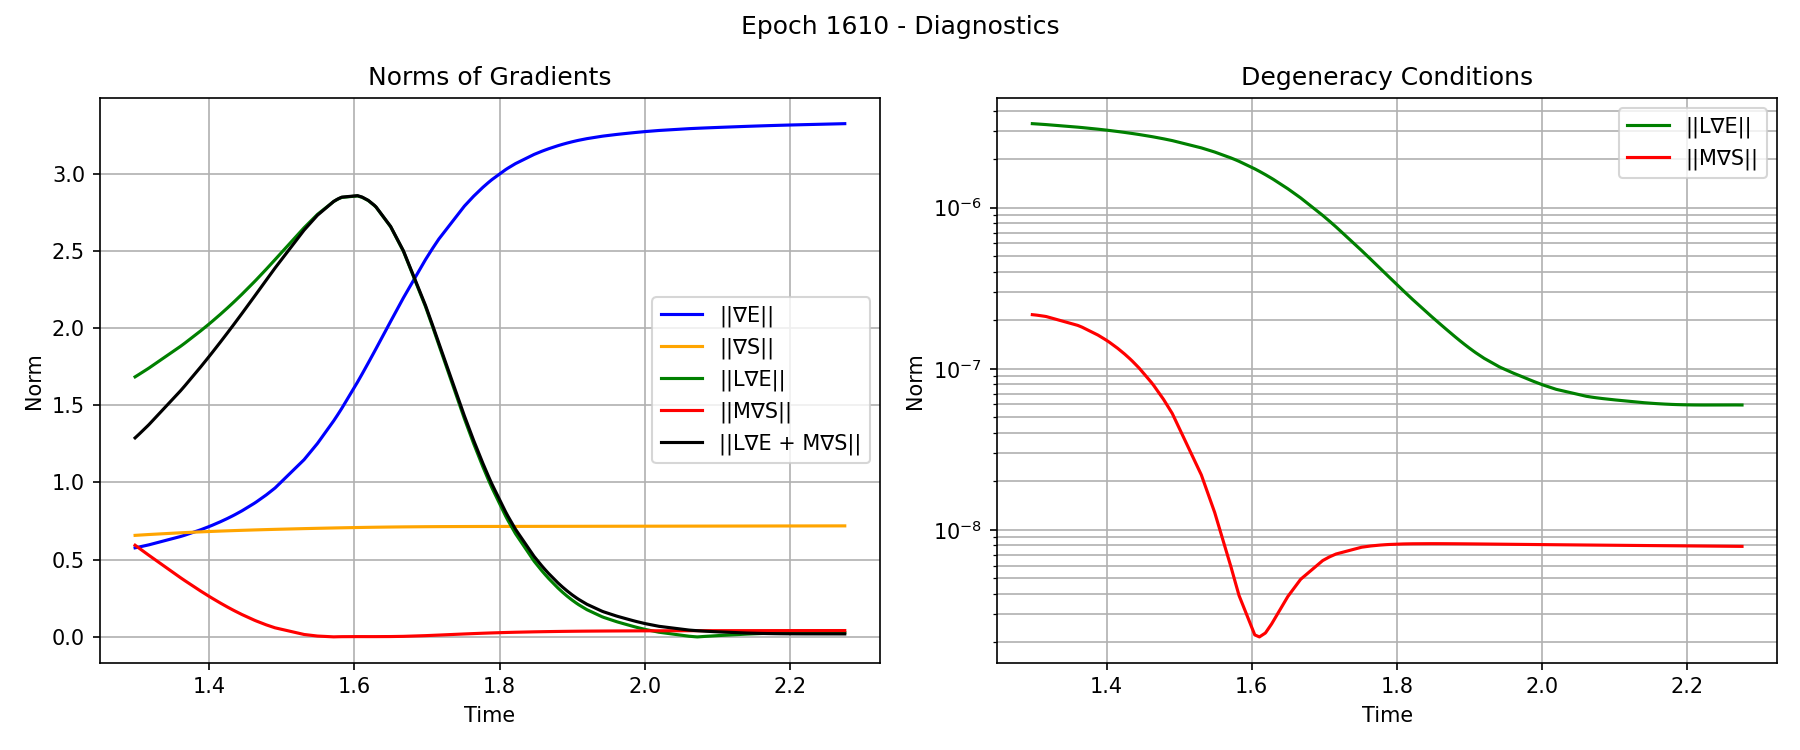 Epoch 1610 - Diagnostics
Norms of Gradients
Norm
3.0
2.5
2.0
1.5
1.0
0.5
0.0
1.4 1.6 1.8 2.0 2.2
Time
||∇E||
||∇S||
||L∇E||
||M∇S||
||L∇E + M∇S||
Degeneracy Conditions
Norm
10⁻⁶
10⁻⁷
10⁻⁸
1.4 1.6 1.8 2.0 2.2
Time
||L∇E||
||M∇S||